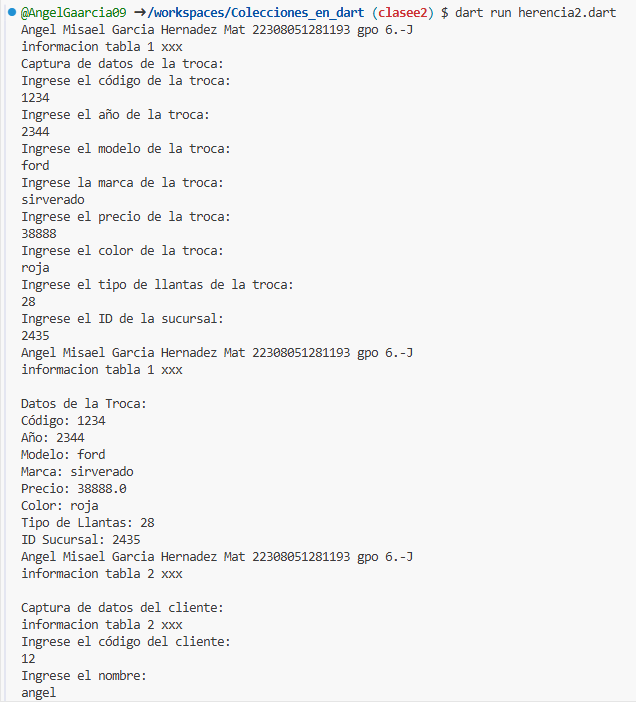 @AngelGaarcia09 ➜/workspaces/Colecciones_en_dart (clasee2) $ dart run herencia2.dart
Angel Misael Garcia Hernadez Mat 22308051281193 gpo 6.-J
informacion tabla 1 xxx
Captura de datos de la troca:
Ingrese el código de la troca:
1234
Ingrese el año de la troca:
2344
Ingrese el modelo de la troca:
ford
Ingrese la marca de la troca:
sirverado
Ingrese el precio de la troca:
38888
Ingrese el color de la troca:
roja
Ingrese el tipo de llantas de la troca:
28
Ingrese el ID de la sucursal:
2435
Angel Misael Garcia Hernadez Mat 22308051281193 gpo 6.-J
informacion tabla 1 xxx
Datos de la Troca:
Código: 1234
Año: 2344
Modelo: ford
Marca: sirverado
Precio: 38888.0
Color: roja
Tipo de Llantas: 28
ID Sucursal: 2435
Angel Misael Garcia Hernadez Mat 22308051281193 gpo 6.-J
informacion tabla 2 xxx
Captura de datos del cliente:
informacion tabla 2 xxx
Ingrese el código del cliente:
12
Ingrese el nombre:
angel